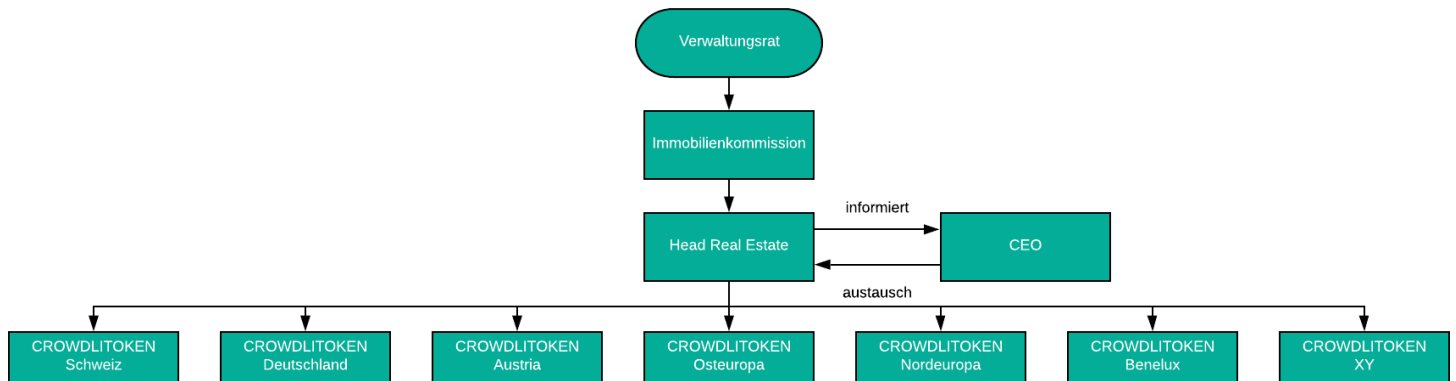 Verwaltungsrat
Immobilienkommission
informiert
Head Real Estate
CEO
austausch
CROWDLITOKEN
Schweiz
CROWDLITOKEN
Deutschland
CROWDLITOKEN
Austria
CROWDLITOKEN
Osteuropa
CROWDLITOKEN
Nordeuropa
CROWDLITOKEN
Benelux
CROWDLITOKEN
XY